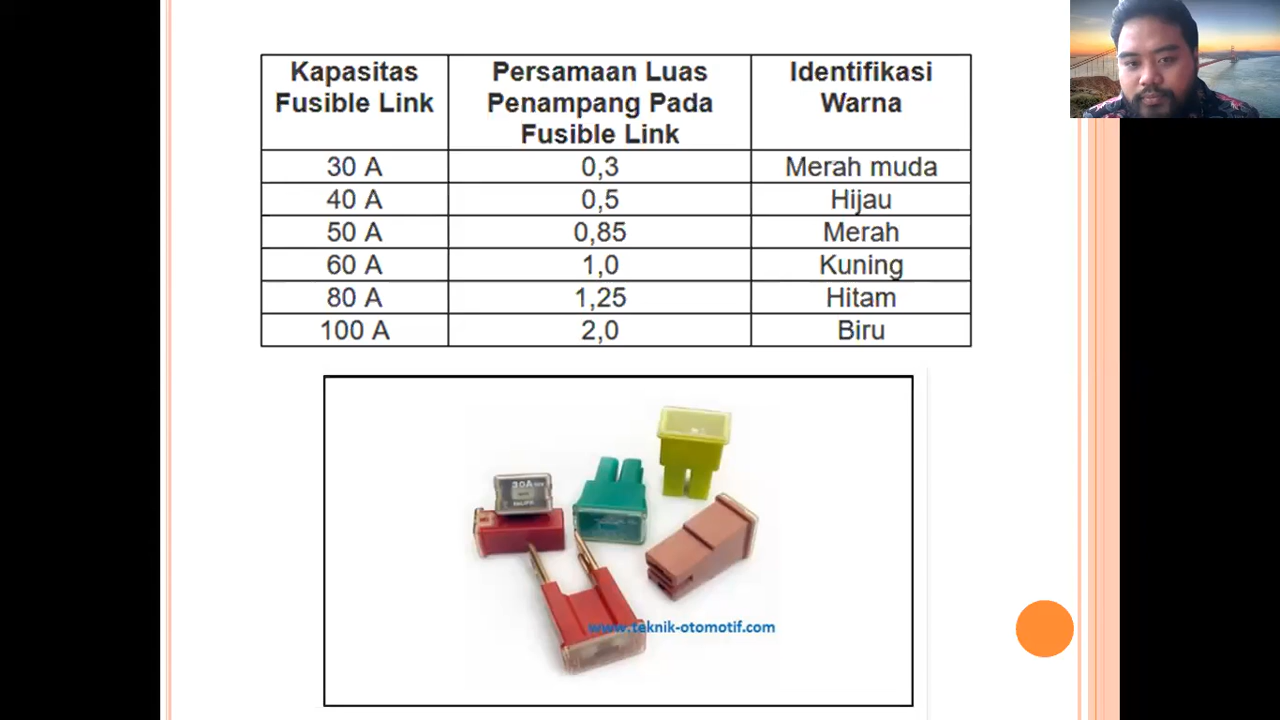 Kapasitas Fusible Link
Persamaan Luas Penampang Pada Fusible Link
Identifikasi Warna
30 A 0,3 Merah muda
40 A 0,5 Hijau
50 A 0,85 Merah
60 A 1,0 Kuning
80 A 1,25 Hitam
100 A 2,0 Biru
30A
www.teknik-otomotif.com